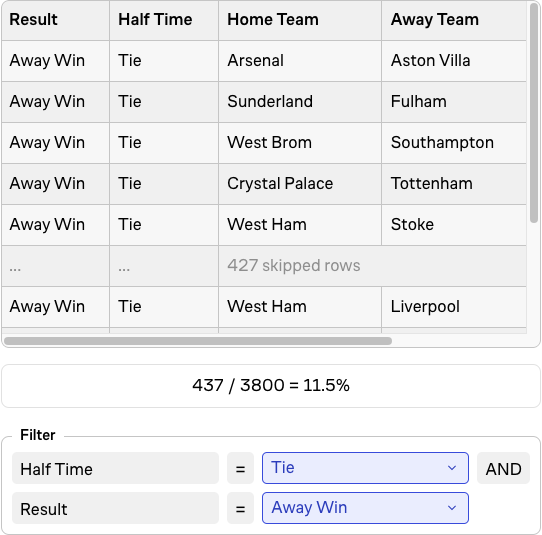 Result Half Time Home Team Away Team
Away Win Tie Arsenal Aston Villa
Away Win Tie Sunderland Fulham
Away Win Tie West Brom Southampton
Away Win Tie Crystal Palace Tottenham
Away Win Tie West Ham Stoke
... ... 427 skipped rows
Away Win Tie West Ham Liverpool
437 / 3800 = 11.5%
Filter
Half Time = Tie AND
Result = Away Win